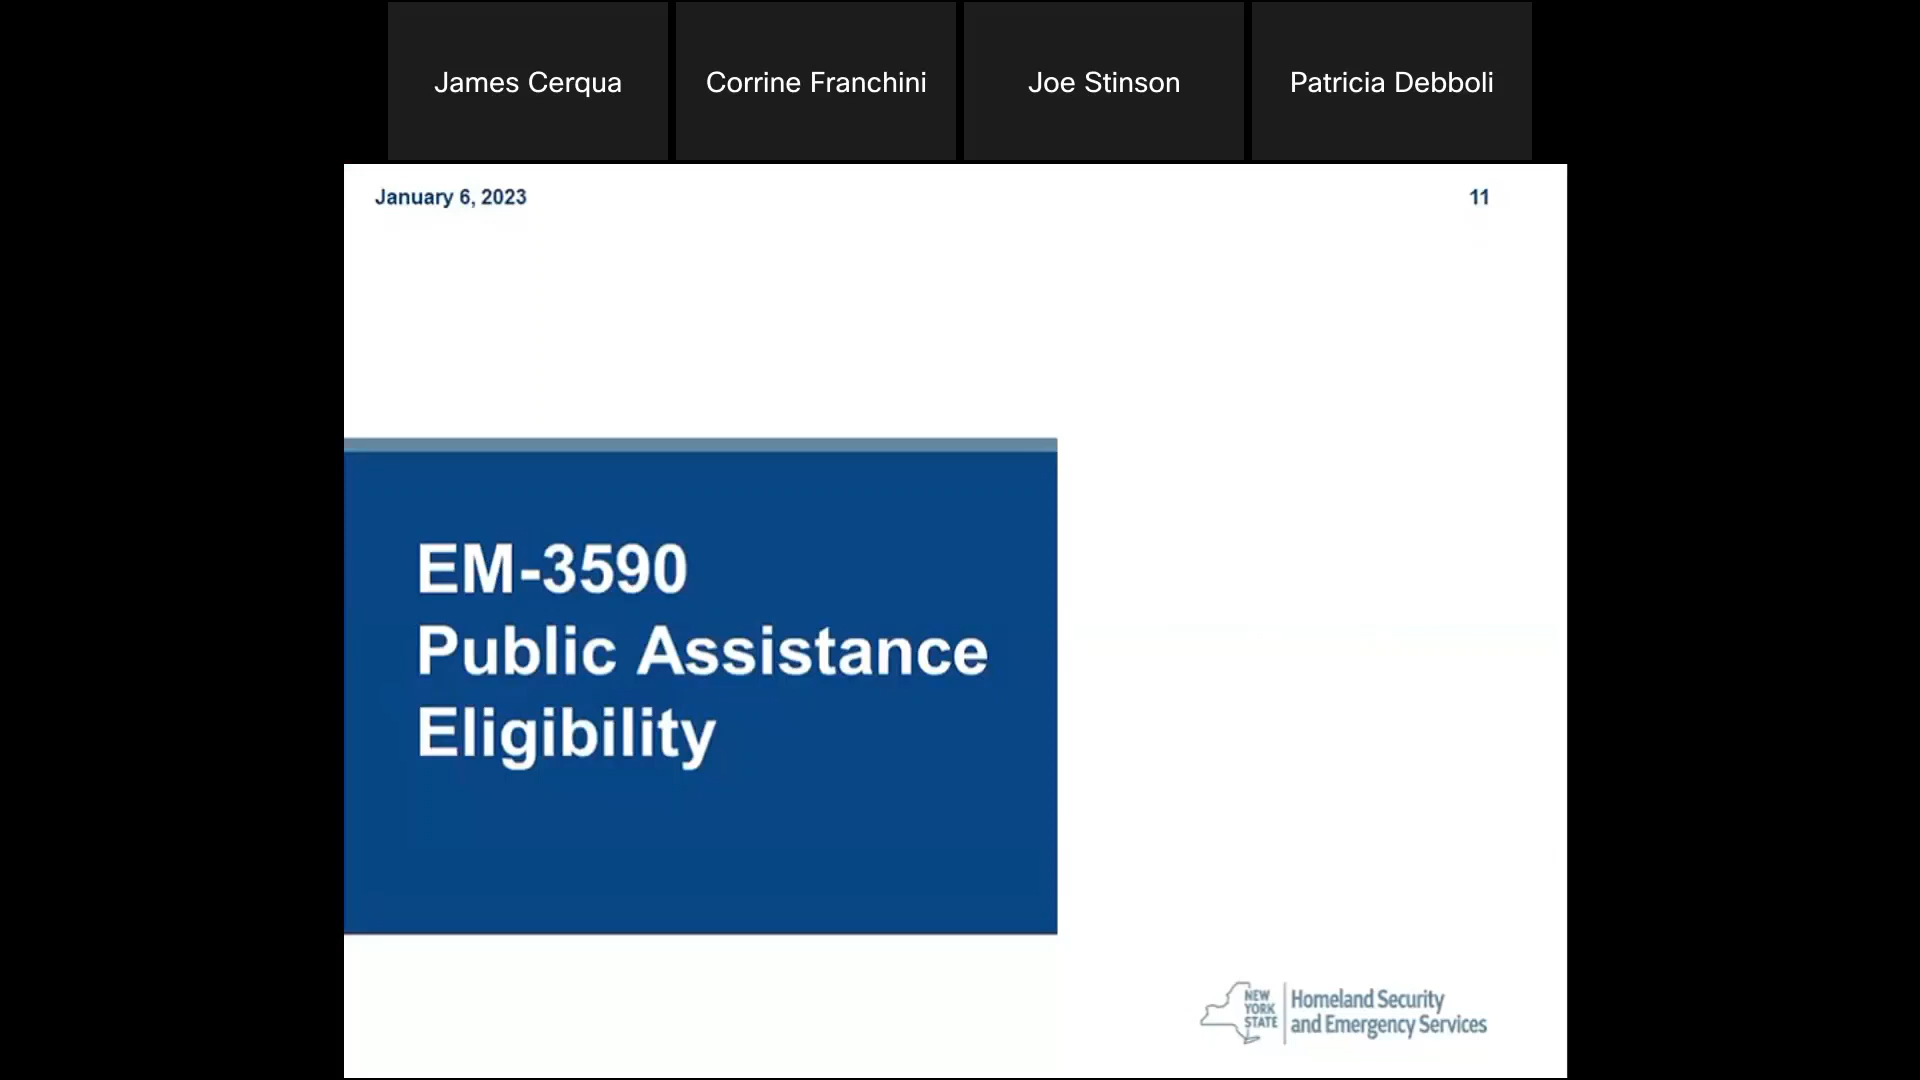 James Cerqua
Corrine Franchini
Joe Stinson
Patricia Debboli
January 6, 2023
11
EM-3590
Public Assistance
Eligibility
NEW
YORK
STATE
Homeland Security
and Emergency Services